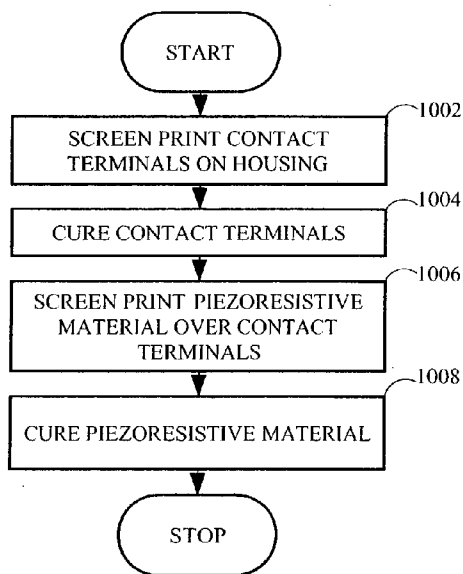 START
1002
SCREEN PRINT CONTACT
TERMINALS ON HOUSING
1004
CURE CONTACT TERMINALS
1006
SCREEN PRINT PIEZORESISTIVE
MATERIAL OVER CONTACT
TERMINALS
1008
CURE PIEZORESISTIVE MATERIAL
STOP